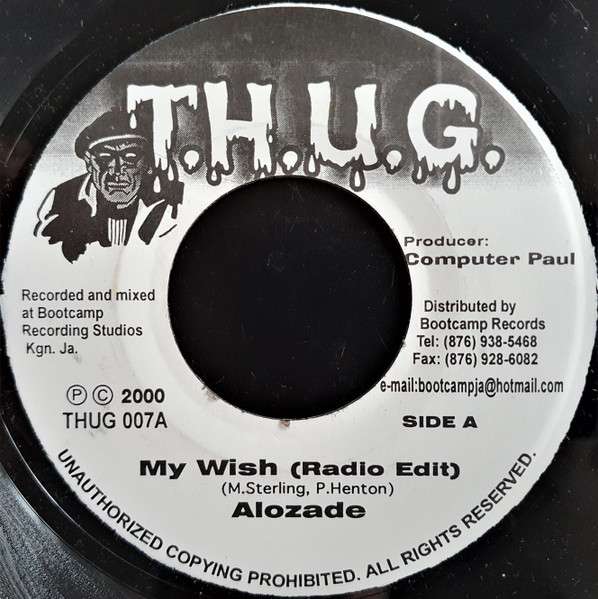 T.H.U.G.
Producer:
Computer Paul
Recorded and mixed
at Bootcamp
Recording Studios
Kgn. Ja.
Distributed by
Bootcamp Records
Tel: (876) 938-5468
Fax: (876) 928-6082
e-mail:bootcampja@hotmail.com
Ⓟ Ⓒ 2000
THUG 007A
SIDE A
My Wish (Radio Edit)
(M.Sterling, P.Henton)
Alozade
UNAUTHORIZED COPYING PROHIBITED. ALL RIGHTS RESERVED.